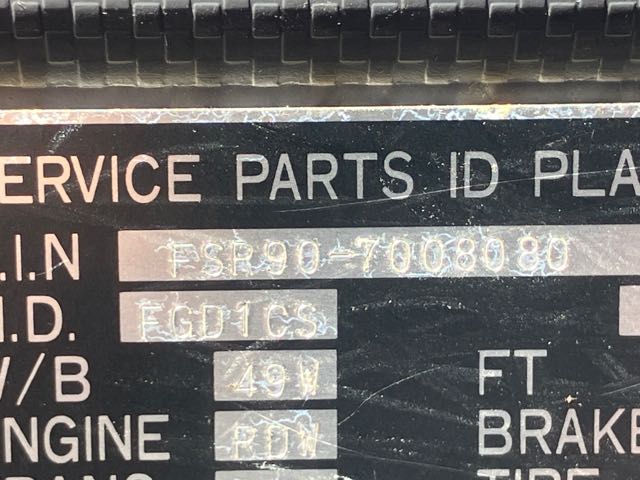 ERVICE PARTS ID PLA
.I.N FSR90-7008080
.D. FGD1CS
/B 49W FT
NGINE RDW BRAKE